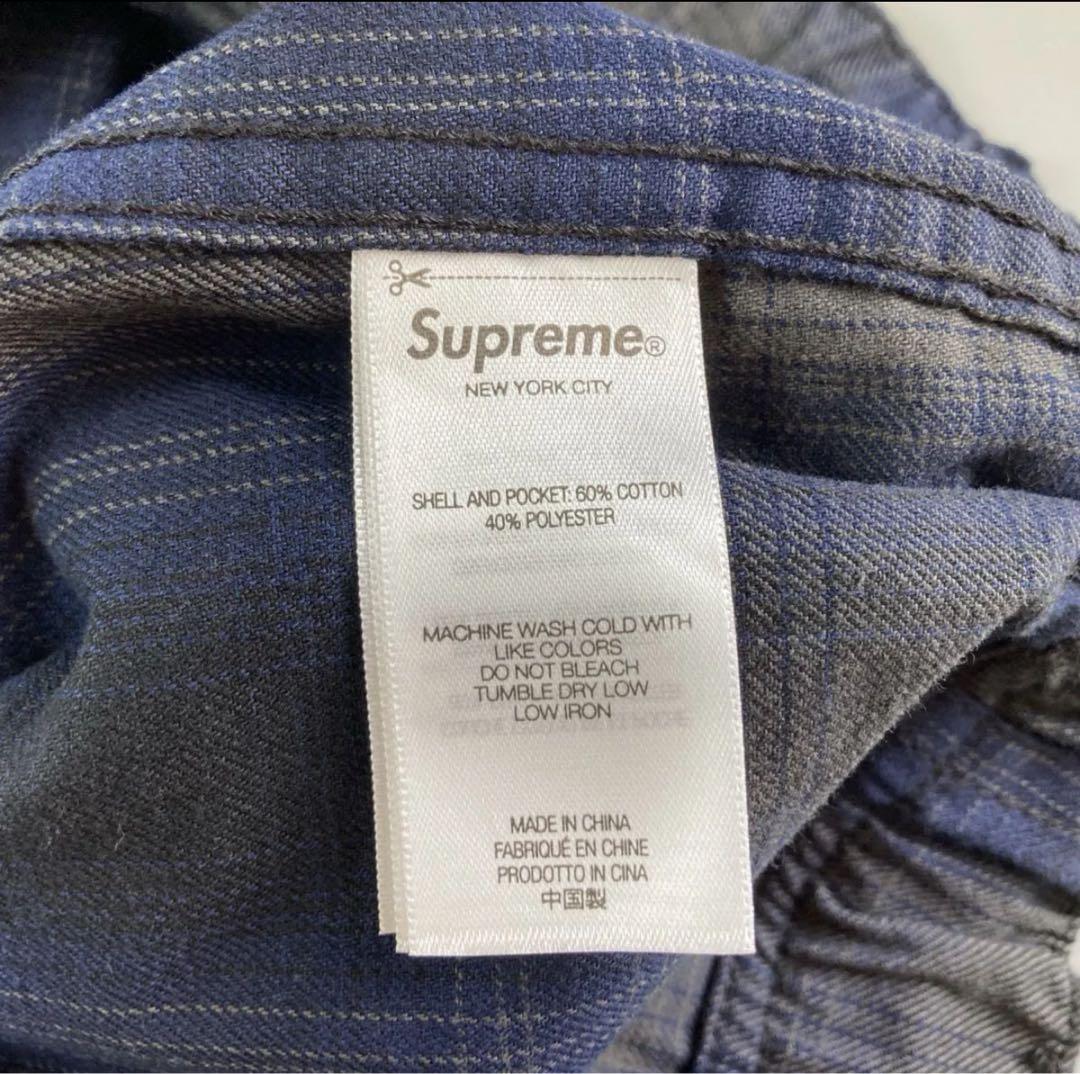 Supreme®
NEW YORK CITY
SHELL AND POCKET: 60% COTTON
40% POLYESTER
MACHINE WASH COLD WITH
LIKE COLORS
DO NOT BLEACH
TUMBLE DRY LOW
LOW IRON
MADE IN CHINA
FABRIQUÉ EN CHINE
PRODOTTO IN CINA
中国製